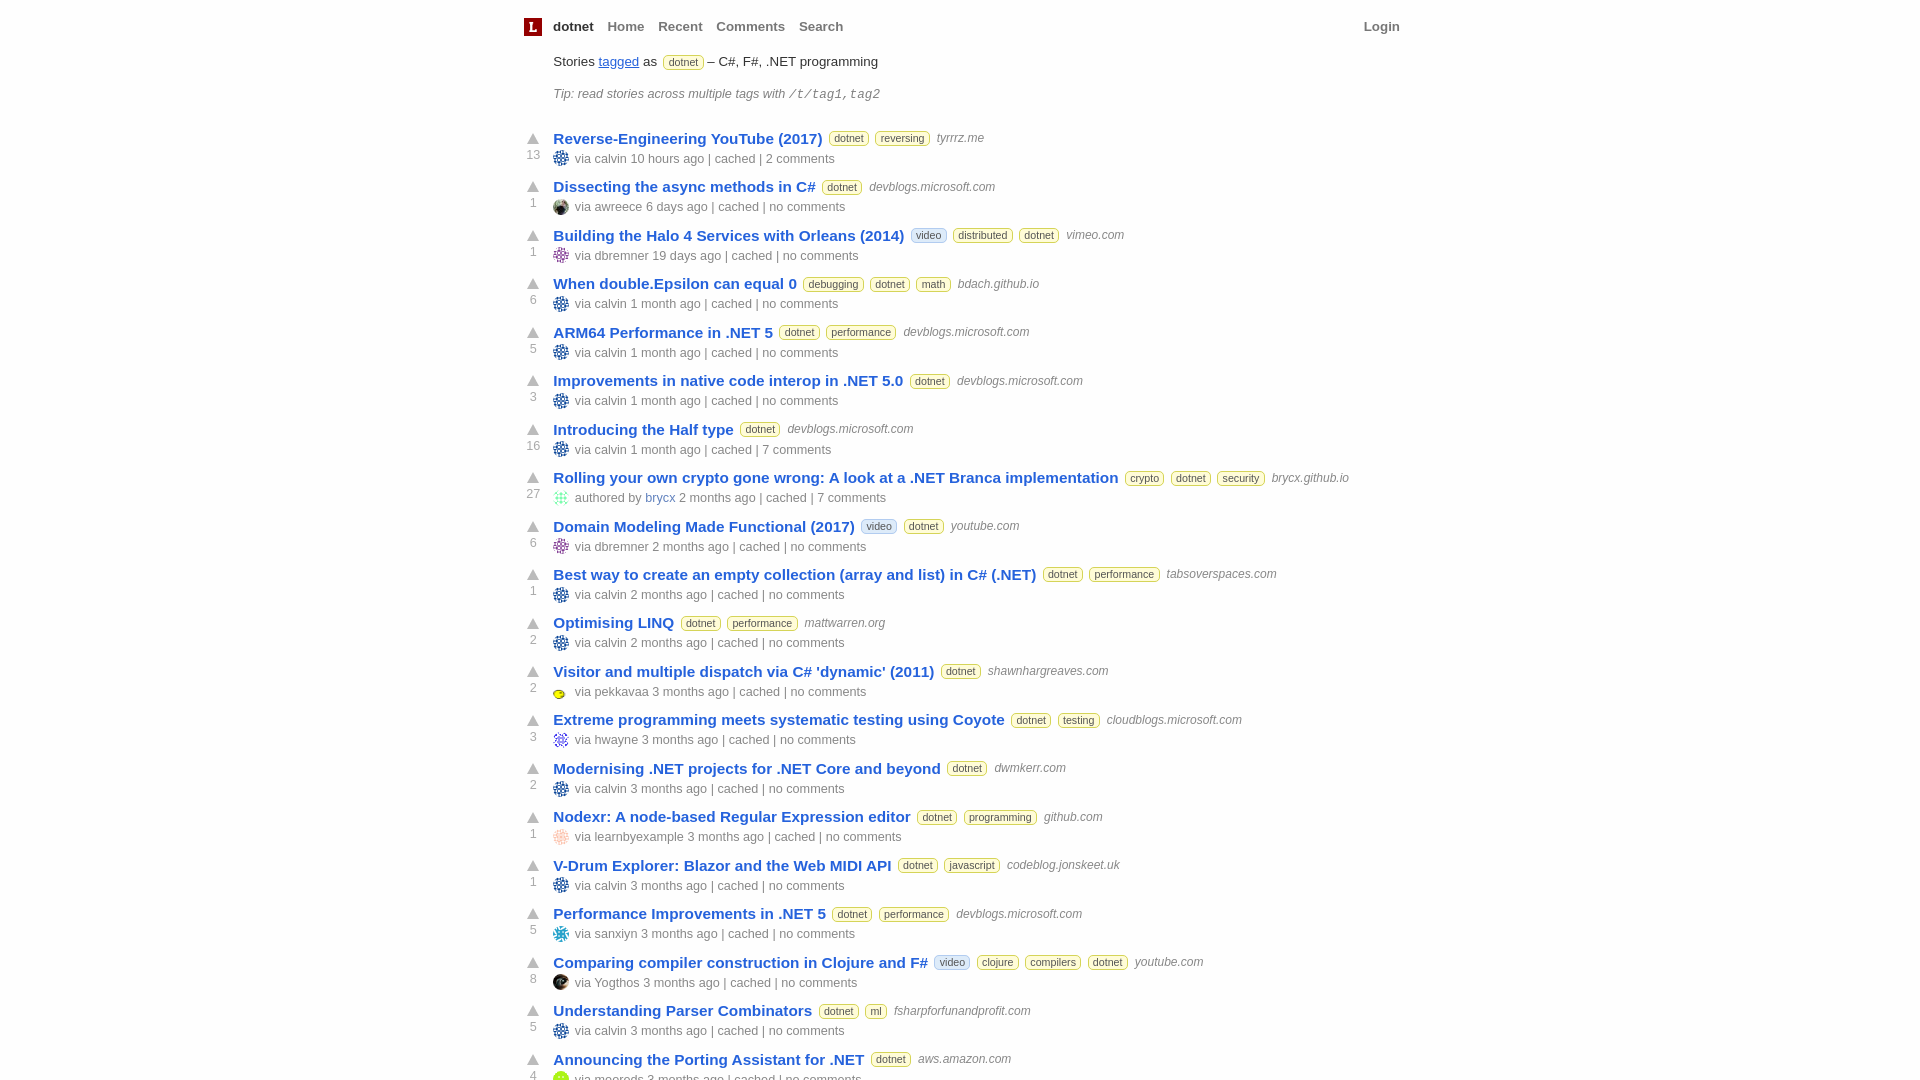 L dotnet Home Recent Comments Search Login
Stories tagged as dotnet – C#, F#, .NET programming
Tip: read stories across multiple tags with /t/tag1,tag2
Reverse-Engineering YouTube (2017) dotnet reversing tyrrrz.me
13 via calvin 10 hours ago | cached | 2 comments
Dissecting the async methods in C# dotnet devblogs.microsoft.com
1 via awreece 6 days ago | cached | no comments
Building the Halo 4 Services with Orleans (2014) video distributed dotnet vimeo.com
1 via dbremner 19 days ago | cached | no comments
When double.Epsilon can equal 0 debugging dotnet math bdach.github.io
6 via calvin 1 month ago | cached | no comments
ARM64 Performance in .NET 5 dotnet performance devblogs.microsoft.com
5 via calvin 1 month ago | cached | no comments
Improvements in native code interop in .NET 5.0 dotnet devblogs.microsoft.com
3 via calvin 1 month ago | cached | no comments
Introducing the Half type dotnet devblogs.microsoft.com
16 via calvin 1 month ago | cached | 7 comments
Rolling your own crypto gone wrong: A look at a .NET Branca implementation crypto dotnet security brycx.github.io
27 authored by brycx 2 months ago | cached | 7 comments
Domain Modeling Made Functional (2017) video dotnet youtube.com
6 via dbremner 2 months ago | cached | no comments
Best way to create an empty collection (array and list) in C# (.NET) dotnet performance tabsoverspaces.com
1 via calvin 2 months ago | cached | no comments
Optimising LINQ dotnet performance mattwarren.org
2 via calvin 2 months ago | cached | no comments
Visitor and multiple dispatch via C# 'dynamic' (2011) dotnet shawnhargreaves.com
2 via pekkavaa 3 months ago | cached | no comments
Extreme programming meets systematic testing using Coyote dotnet testing cloudblogs.microsoft.com
3 via hwayne 3 months ago | cached | no comments
Modernising .NET projects for .NET Core and beyond dotnet dwmkerr.com
2 via calvin 3 months ago | cached | no comments
Nodexr: A node-based Regular Expression editor dotnet programming github.com
1 via learnbyexample 3 months ago | cached | no comments
V-Drum Explorer: Blazor and the Web MIDI API dotnet javascript codeblog.jonskeet.uk
1 via calvin 3 months ago | cached | no comments
Performance Improvements in .NET 5 dotnet performance devblogs.microsoft.com
5 via sanxiyn 3 months ago | cached | no comments
Comparing compiler construction in Clojure and F# video clojure compilers dotnet youtube.com
8 via Yogthos 3 months ago | cached | no comments
Understanding Parser Combinators dotnet ml fsharpforfunandprofit.com
5 via calvin 3 months ago | cached | no comments
Announcing the Porting Assistant for .NET dotnet aws.amazon.com
4 via 3 months ago | cached | no comments